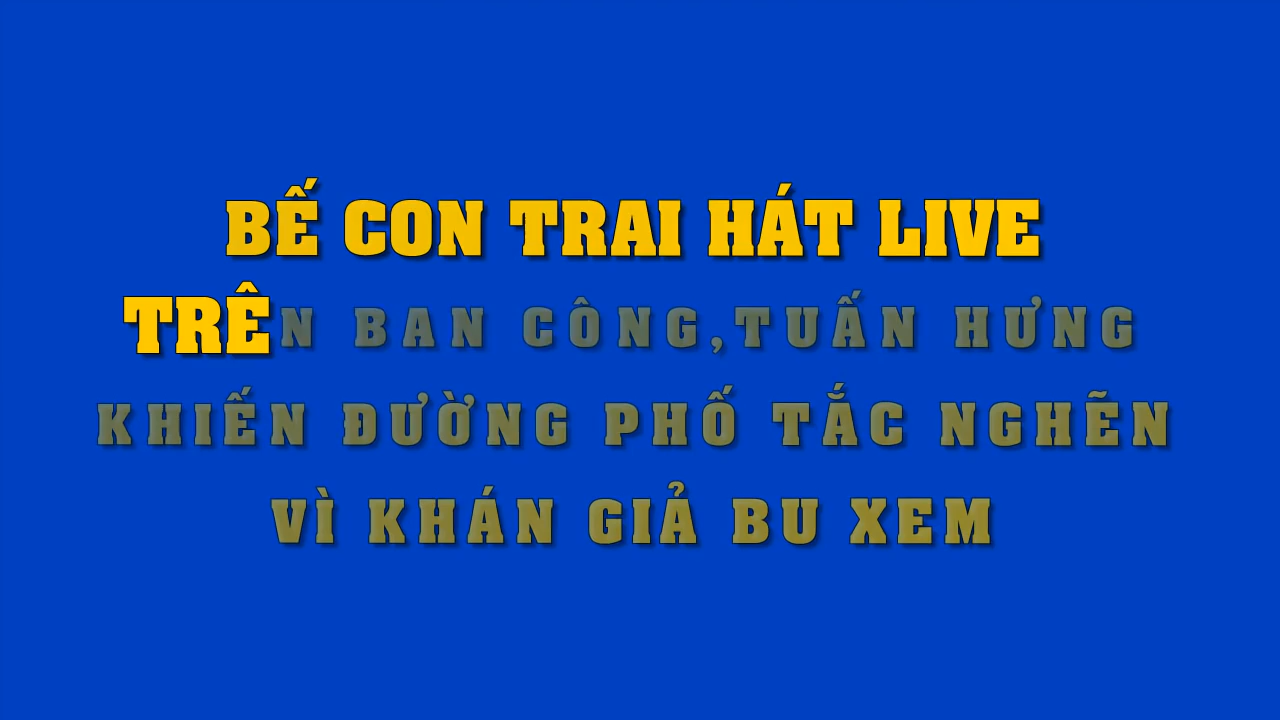 BẾ CON TRAI HÁT LIVE
TRÊN BAN CÔNG,TUẤN HƯNG
KHIẾN ĐƯỜNG PHỐ TẮC NGHẼN
VÌ KHÁN GIẢ BU XEM